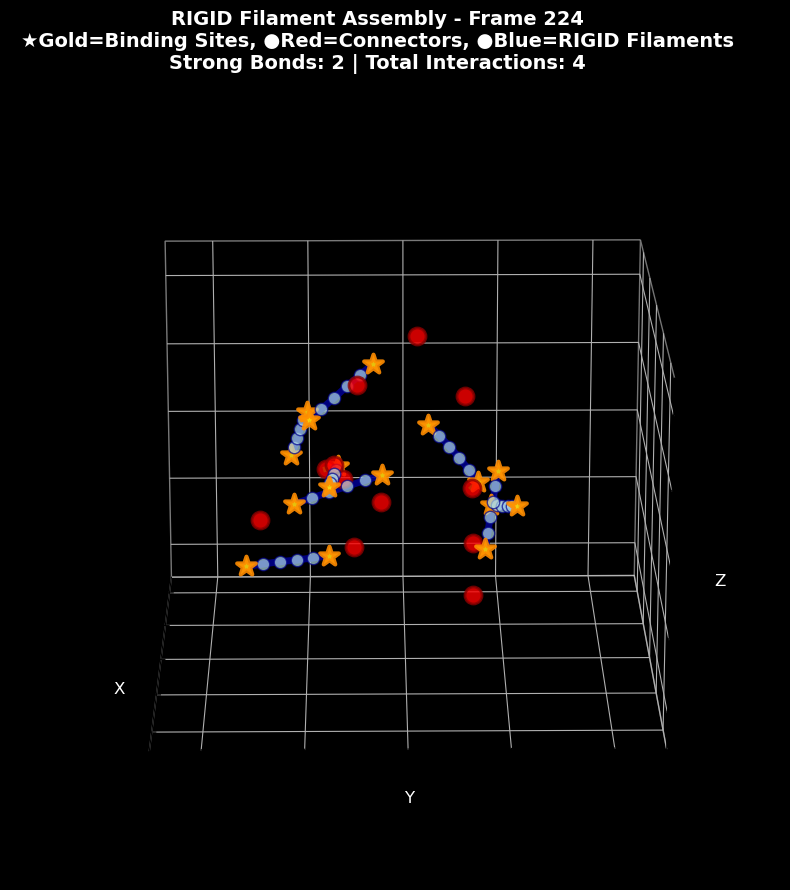 RIGID Filament Assembly - Frame 224
★Gold=Binding Sites, ●Red=Connectors, ●Blue=RIGID Filaments
Strong Bonds: 2 | Total Interactions: 4
Z
X
Y